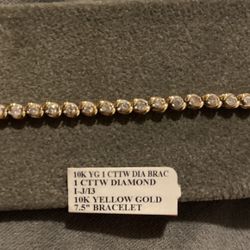 10K YG 1 CTTW DIA BRAC
1 CTTW DIAMOND
I-J/I3
10K YELLOW GOLD
7.5" BRACELET